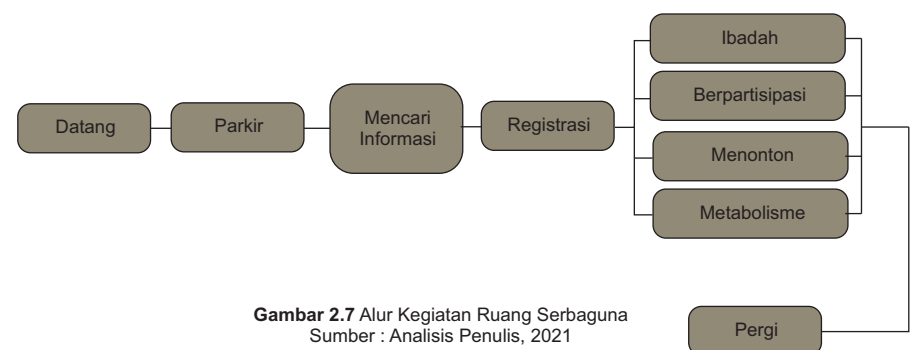 Datang
Parkir
Mencari
Informasi
Registrasi
Ibadah
Berpartisipasi
Menonton
Metabolisme
Pergi
Gambar 2.7 Alur Kegiatan Ruang Serbaguna
Sumber : Analisis Penulis, 2021